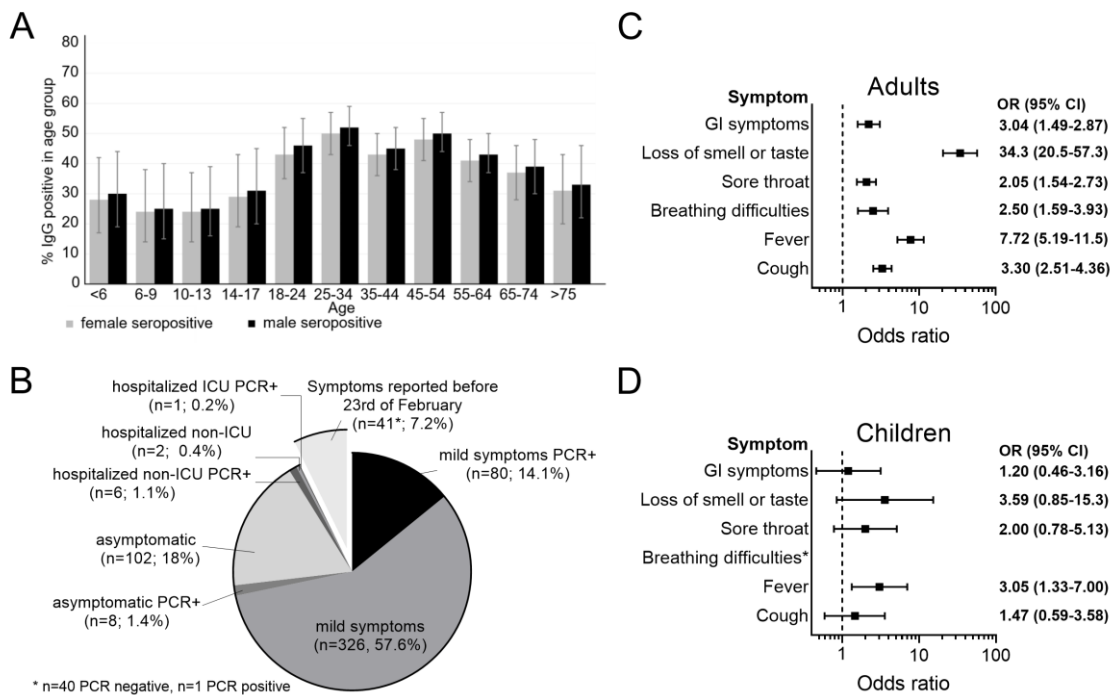 A
80
70
60
50
40
30
20
10
0
% IgG positive in age group
<6
6-9
10-13
14-17
18-24
25-34
35-44
45-54
55-64
65-74
>75
Age
female seropositive
male seropositive
B
hospitalized ICU PCR+
(n=1; 0.2%)
Symptoms reported before
23rd of February
(n=41*; 7.2%)
hospitalized non-ICU
(n=2; 0.4%)
hospitalized non-ICU PCR+
(n=6; 1.1%)
mild symptoms PCR+
(n=80; 14.1%)
asymptomatic
(n=102; 18%)
asymptomatic PCR+
(n=8; 1.4%)
mild symptoms
(n=326, 57.6%)
* n=40 PCR negative, n=1 PCR positive
C
Adults
Symptom
OR (95% CI)
GI symptoms
3.04 (1.49-2.87)
Loss of smell or taste
34.3 (20.5-57.3)
Sore throat
2.05 (1.54-2.73)
Breathing difficulties
2.50 (1.59-3.93)
Fever
7.72 (5.19-11.5)
Cough
3.30 (2.51-4.36)
1
10
100
Odds ratio
D
Children
Symptom
OR (95% CI)
GI symptoms
1.20 (0.46-3.16)
Loss of smell or taste
3.59 (0.85-15.3)
Sore throat
2.00 (0.78-5.13)
Breathing difficulties*
Fever
3.05 (1.33-7.00)
Cough
1.47 (0.59-3.58)
1
10
100
Odds ratio